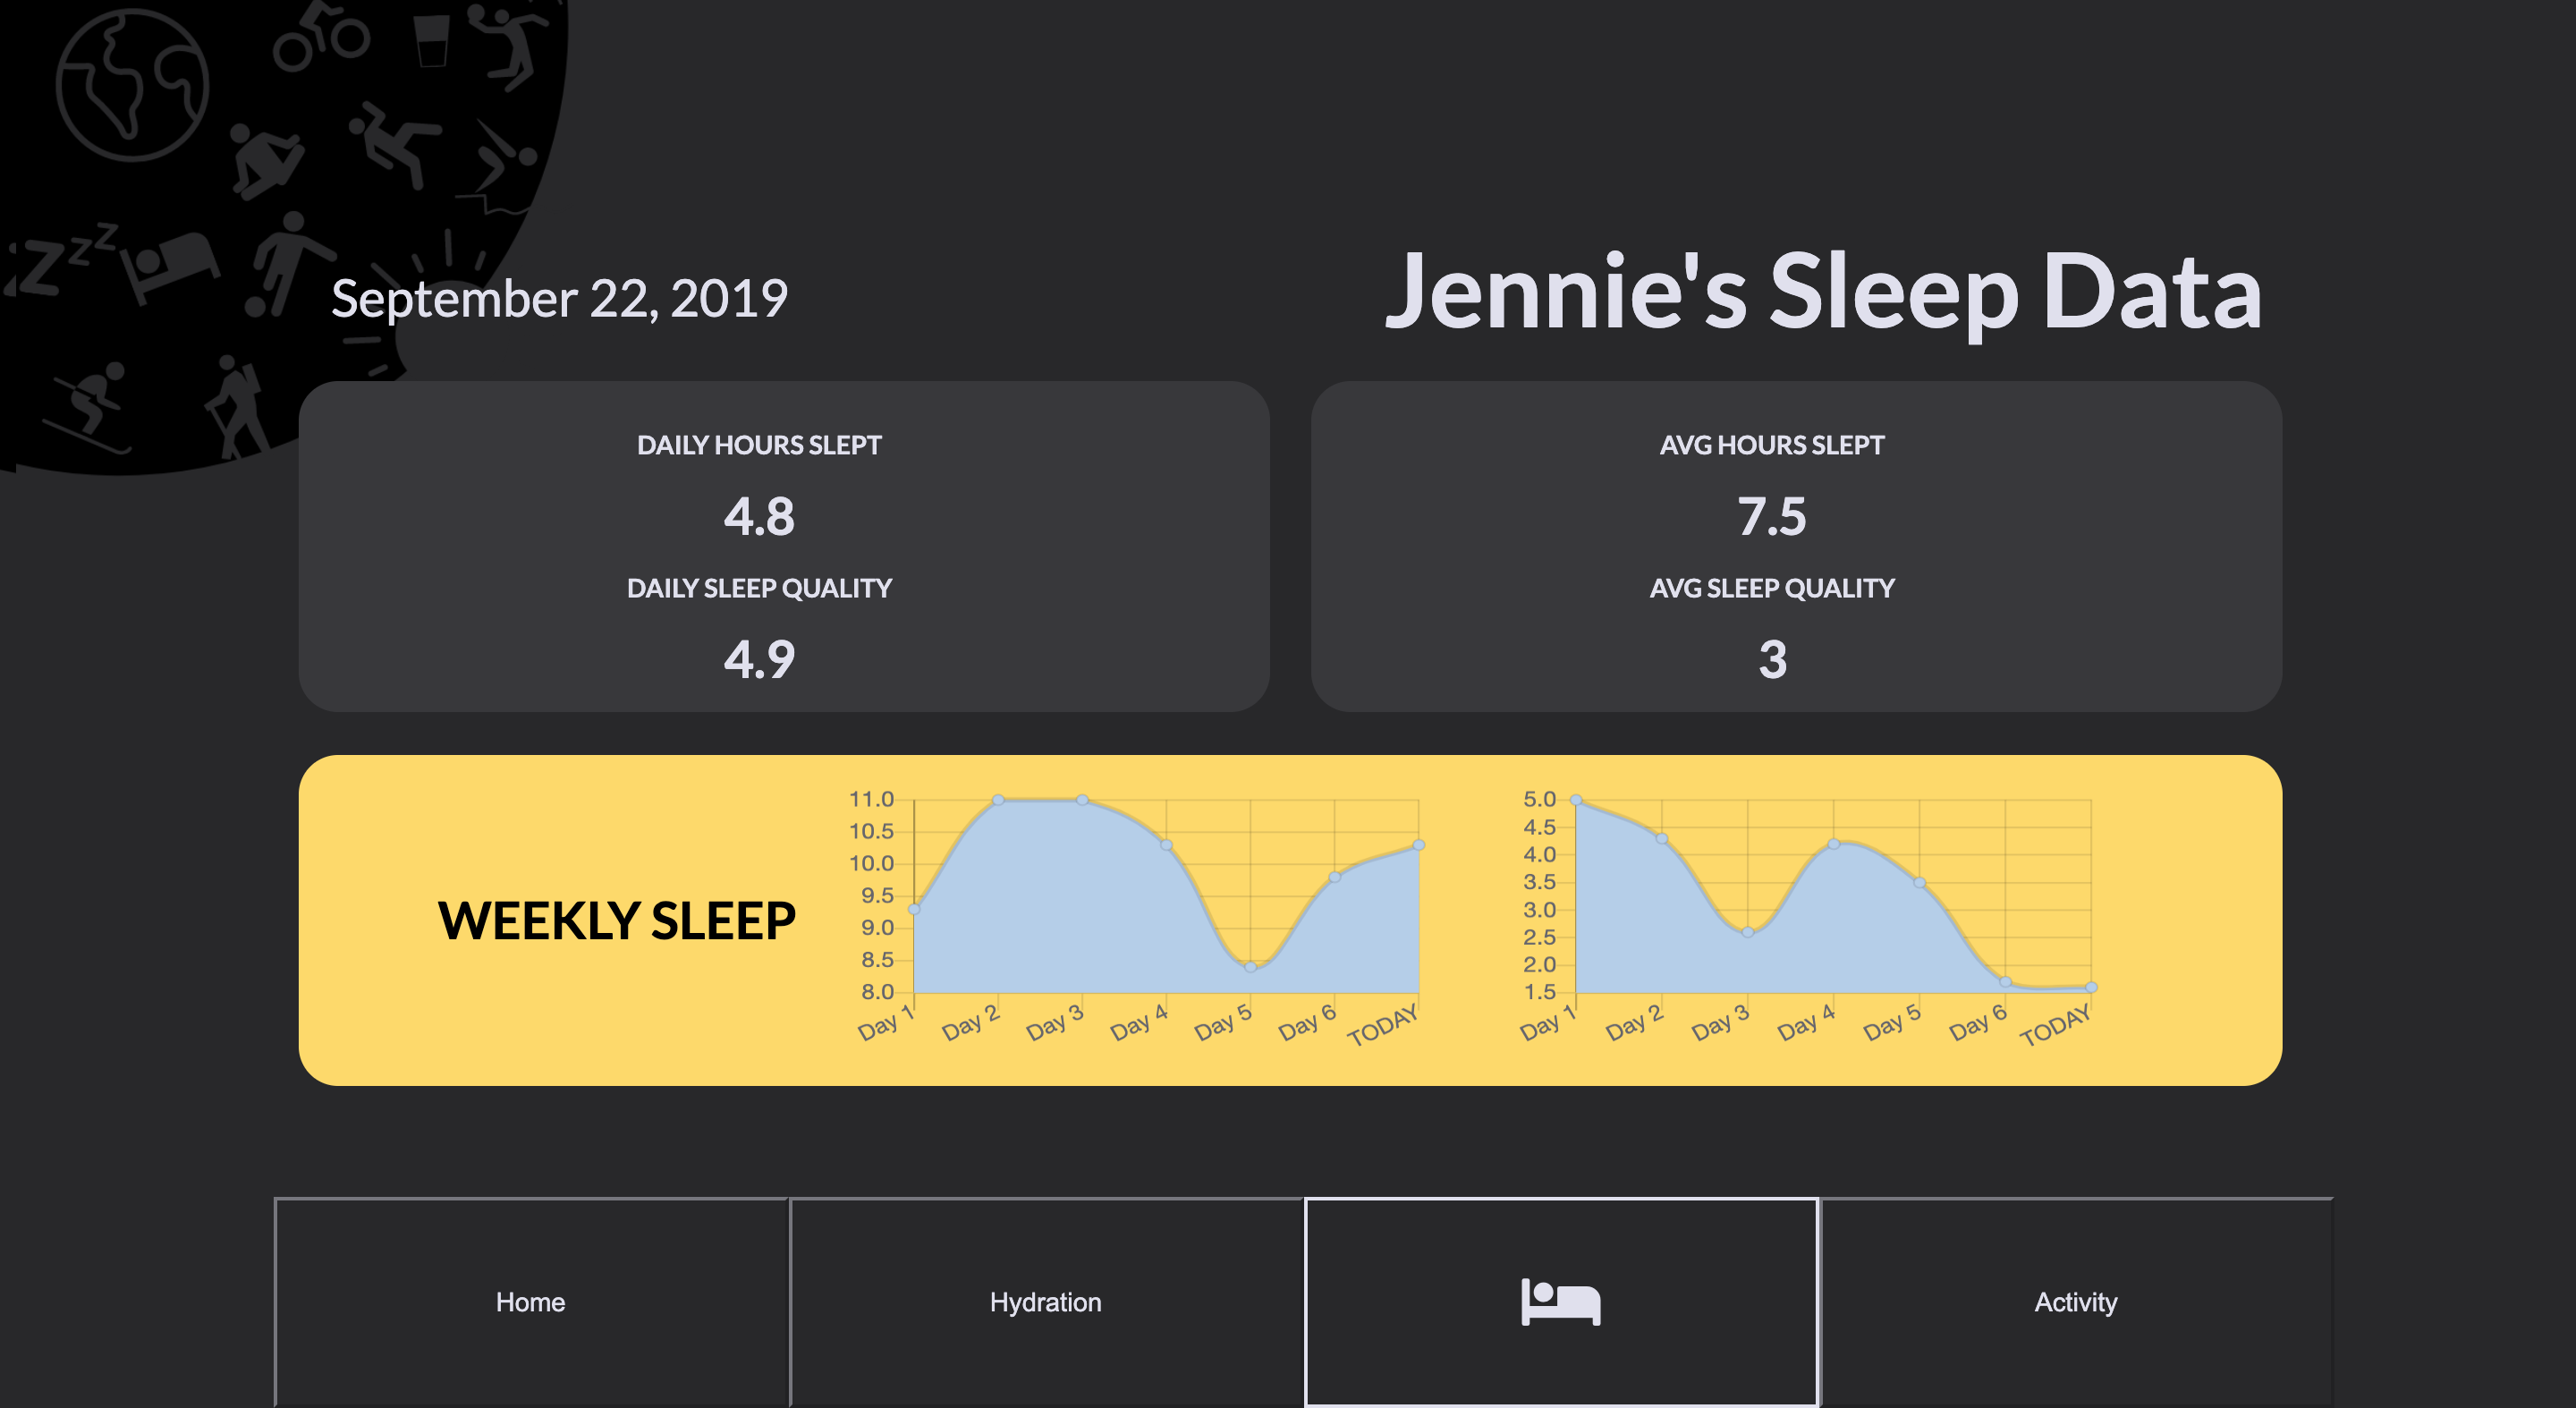 zzzz
September 22, 2019
Jennie's Sleep Data
DAILY HOURS SLEPT
4.8
DAILY SLEEP QUALITY
4.9
AVG HOURS SLEPT
7.5
AVG SLEEP QUALITY
3
WEEKLY SLEEP
11.0
10.5
10.0
9.5
9.0
8.5
8.0
Day 1 Day 2 Day 3 Day 4 Day 5 Day 6 TODAY
5.0
4.5
4.0
3.5
3.0
2.5
2.0
1.5
Day 1 Day 2 Day 3 Day 4 Day 5 Day 6 TODAY
Home Hydration Activity